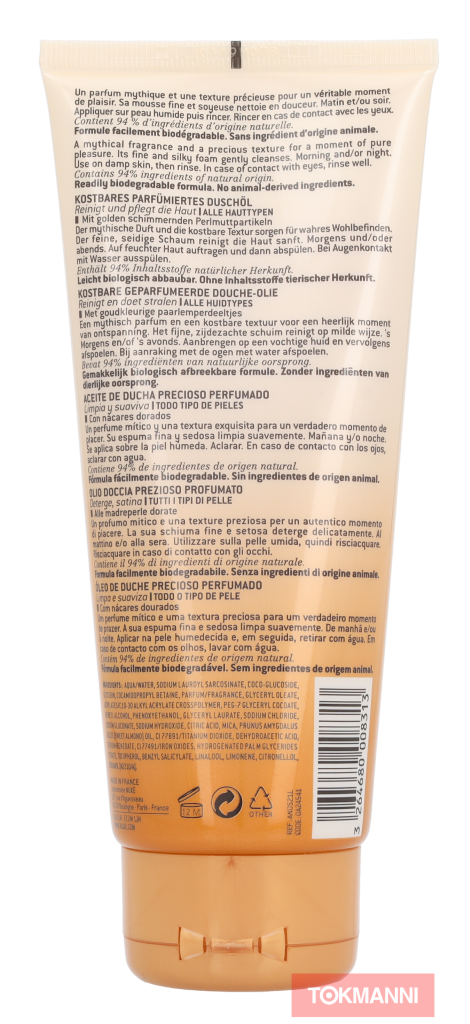 Un parfum mythique et une texture précieuse pour un véritable moment
de plaisir. Sa mousse fine et soyeuse nettoie en douceur. Matin et/ou soir.
Appliquer sur peau humide puis rincer. Rincer en cas de contact avec les yeux.
Contient 94 % d'ingrédients d'origine naturelle.
Formule facilement biodégradable. Sans ingrédient d'origine animale.
A mythical fragrance and a precious texture for a moment of pure
pleasure. Its fine and silky foam gently cleanses. Morning and/or night.
Use on damp skin, then rinse. In case of contact with eyes, rinse well.
Contains 94% ingredients of natural origin.
Readily biodegradable formula. No animal-derived ingredients.
KOSTBARES PARFÜMIERTES DUSCHÖL
Reinigt und pflegt die Haut | ALLE HAUTTYPEN
Mit golden schimmernden Perlmuttpartikeln
Der mythische Duft und die kostbare Textur sorgen für wahres Wohlbefinden.
Der feine, seidige Schaum reinigt die Haut sanft. Morgens und/oder
abends. Auf feuchter Haut auftragen und dann abspülen. Bei Augenkontakt
mit Wasser ausspülen.
Enthält 94% Inhaltsstoffe natürlicher Herkunft.
Leicht biologisch abbaubar. Ohne Inhaltsstoffe tierischer Herkunft.
KOSTBARE GEPARFUMEERDE DOUCHE-OLIE
Reinigt en doet stralen | ALLE HUIDTYPES
Met goudkleurige paarlemperdeeltjes
Een mythisch parfum en een kostbare textuur voor een heerlijk moment
van ontspanning. Het fijne, zijdezachte schuim reinigt op milde wijze. 's
Morgens en/of 's avonds. Aanbrengen op een vochtige huid en vervolgens
afspoelen. Bij aanraking met de ogen met water afspoelen.
Bevat 94% ingrediënten van natuurlijke oorsprong.
Gemakkelijk biologisch afbreekbare formule. Zonder ingrediënten van
dierlijke oorsprong.
ACEITE DE DUCHA PRECIOSO PERFUMADO
Limpia y suaviza | TODO TIPO DE PIELES
Con nácares dorados
Un perfume mítico y una textura exquisita para un verdadero momento de
placer. Su espuma fina y sedosa limpia suavemente. Mañana y/o noche.
Se aplica sobre la piel húmeda. Aclarar. En caso de contacto con los ojos,
aclarar con agua.
Contiene 94% de ingredientes de origen natural.
Fórmula fácilmente biodegradable. Sin ingredientes de origen animal.
OLIO DOCCIA PREZIOSO PROFUMATO
Deterge, satina | TUTTI I TIPI DI PELLE
Alle madreperle dorate
Un profumo mitico e una texture preziosa per un autentico momento
di piacere. La sua schiuma fine e setosa deterge delicatamente. Al
mattino e/o alla sera. Utilizzare sulla pelle umida, quindi risciacquare.
Risciacquare in caso di contatto con gli occhi.
Contiene il 94% di ingredienti di origine naturale.
Formula facilmente biodegradabile. Senza ingredienti di origine animale.
ÓLEO DE DUCHE PRECIOSO PERFUMADO
Limpa e suaviza | TODO O TIPO DE PELE
Com nácares dourados
Um perfume mítico e uma textura preciosa para um verdadeiro momento
de prazer. A sua espuma fina e sedosa limpa suavemente. De manhã e/ou
à noite. Aplicar na pele humedecida e, em seguida, retirar com água. Em
caso de contacto com os olhos, lavar com água.
Contém 94% de ingredientes de origem natural.
Fórmula facilmente biodegradável. Sem ingredientes de origem animal.
INGREDIENTS: AQUA/WATER, SODIUM LAUROYL SARCOSINATE, COCO-GLUCOSIDE,
COCAMIDOPROPYL BETAINE, PARFUM/FRAGRANCE, GLYCERYL OLEATE,
ACRYLATES/C10-30 ALKYL ACRYLATE CROSSPOLYMER, PEG-7 GLYCERYL COCOATE,
ALCOHOL, PHENOXYETHANOL, GLYCERYL LAURATE, SODIUM CHLORIDE,
SODIUM HYDROXIDE, CITRIC ACID, MICA, PRUNUS AMYGDALUS
ALMOND) OIL, CI 77891/TITANIUM DIOXIDE, DEHYDROACETIC ACID,
CI 77491/IRON OXIDES, HYDROGENATED PALM GLYCERIDES
TOCOPHEROL, BENZYL SALICYLATE, LINALOOL, LIMONENE, CITRONELLOL,
MADE IN FRANCE
Laboratoire NUXE
Paris - France
12 M
OTHER
3 264680 008313
TOKMANNI